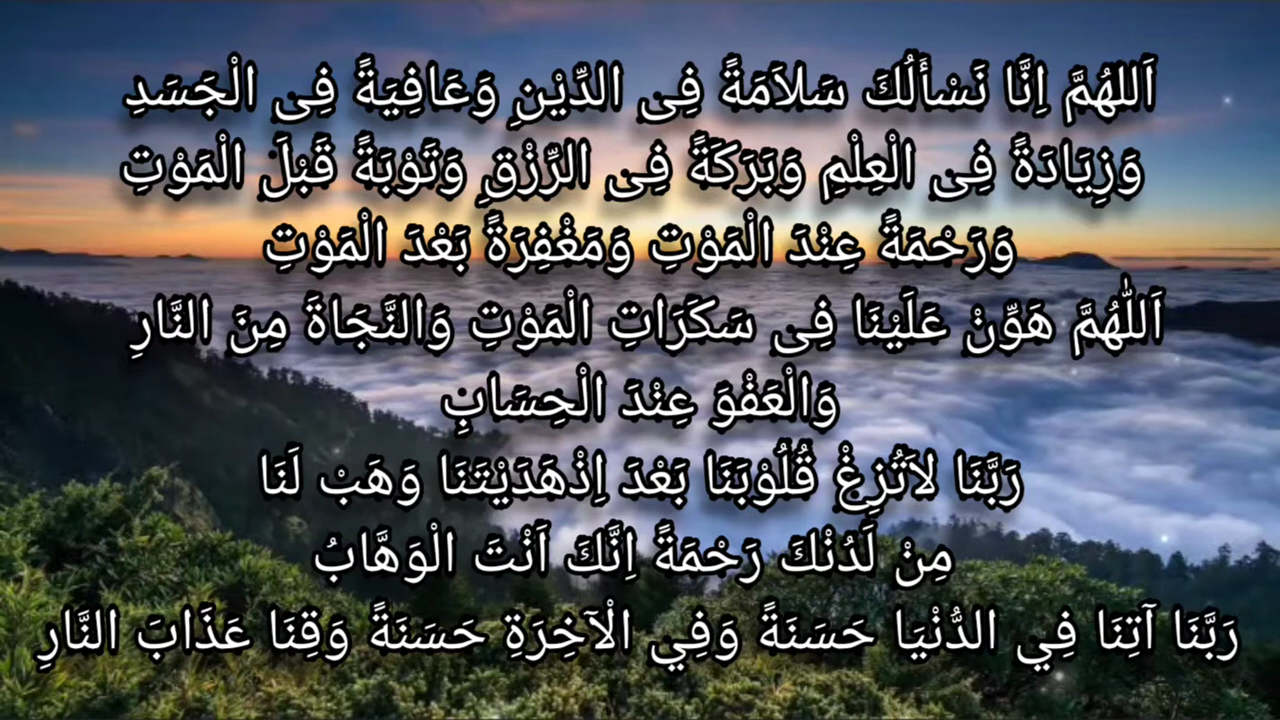 اَللهُمَّ اِنَّا نَسْأَلُكَ سَلاَمَةً فِى الدِّيْنِ وَعَافِيَةً فِى الْجَسَدِ
وَزِيَادَةً فِى الْعِلْمِ وَبَرَكَةً فِى الرِّزْقِ وَتَوْبَةً قَبْلَ الْمَوْتِ
وَرَحْمَةً عِنْدَ الْمَوْتِ وَمَغْفِرَةً بَعْدَ الْمَوْتِ
اَللّٰهُمَّ هَوِّنْ عَلَيْنَا فِى سَكَرَاتِ الْمَوْتِ وَالنَّجَاةَ مِنَ النَّارِ
وَالْعَفْوَ عِنْدَ الْحِسَابِ
رَبَّنَا لاَتُزِغْ قُلُوْبَنَا بَعْدَ اِذْهَدَيْتَنَا وَهَبْ لَنَا
مِنْ لَدُنْكَ رَحْمَةً اِنَّكَ اَنْتَ الْوَهَّابُ
رَبَّنَا آتِنَا فِي الدُّنْيَا حَسَنَةً وَفِي الْآخِرَةِ حَسَنَةً وَقِنَا عَذَابَ النَّارِ